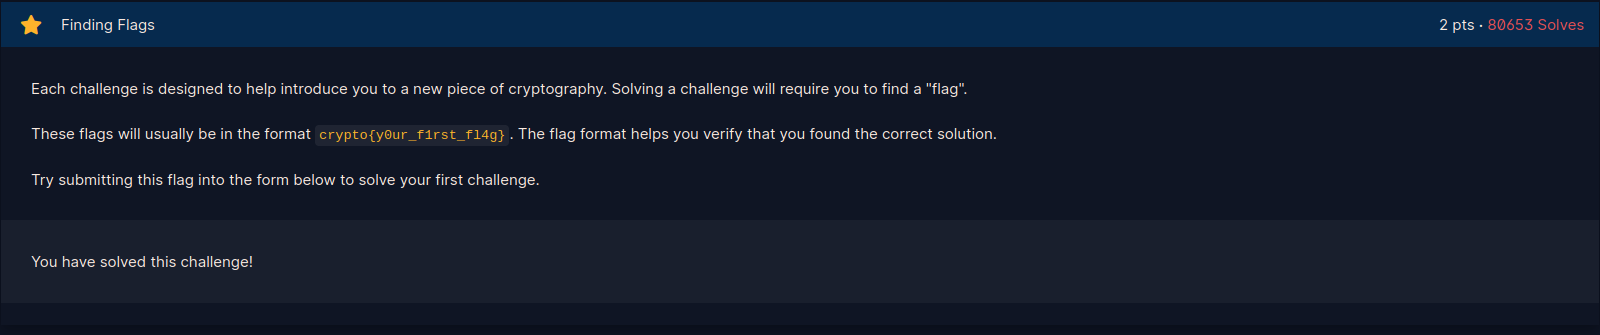 Finding Flags 2 pts · 80653 Solves
Each challenge is designed to help introduce you to a new piece of cryptography. Solving a challenge will require you to find a "flag".
These flags will usually be in the format crypto{y0ur_f1rst_fl4g}. The flag format helps you verify that you found the correct solution.
Try submitting this flag into the form below to solve your first challenge.
You have solved this challenge!